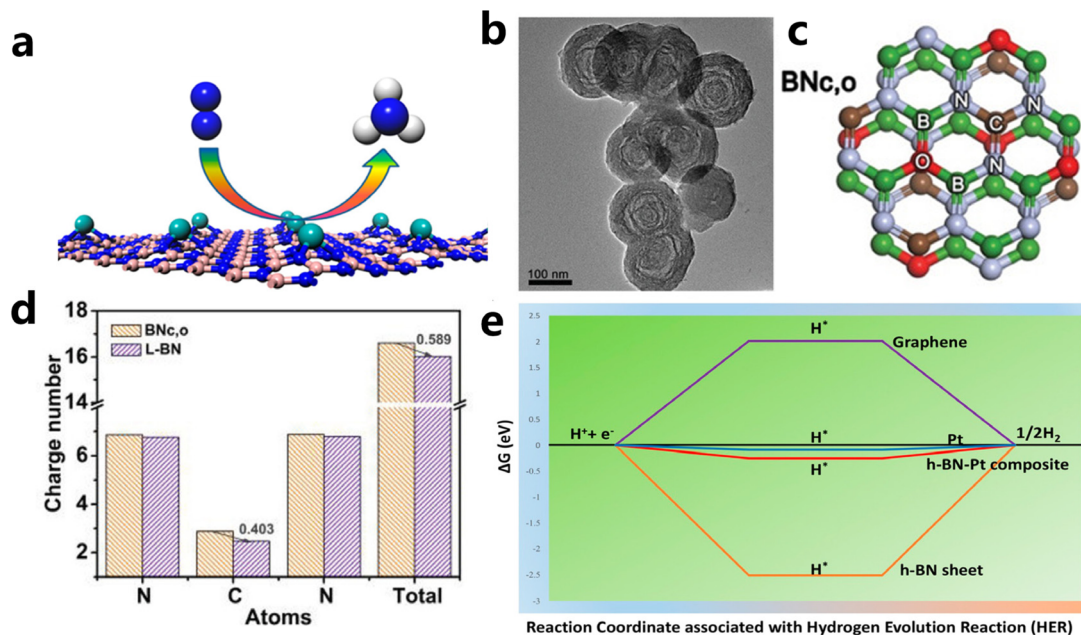 a
b
100 nm
c
BNc,o
N
N
B
C
O
N
B
d
BNc,o
L-BN
18
16
14
6
4
2
Charge number
0.589
0.403
N
C
N
Total
Atoms
e
2.5
2
1.5
1
0.5
0
-0.5
-1
-1.5
-2
-2.5
-3
ΔG (eV)
H*
Graphene
H⁺+ e⁻
H*
Pt
1/2H₂
H*
h-BN-Pt composite
H*
h-BN sheet
Reaction Coordinate associated with Hydrogen Evolution Reaction (HER)